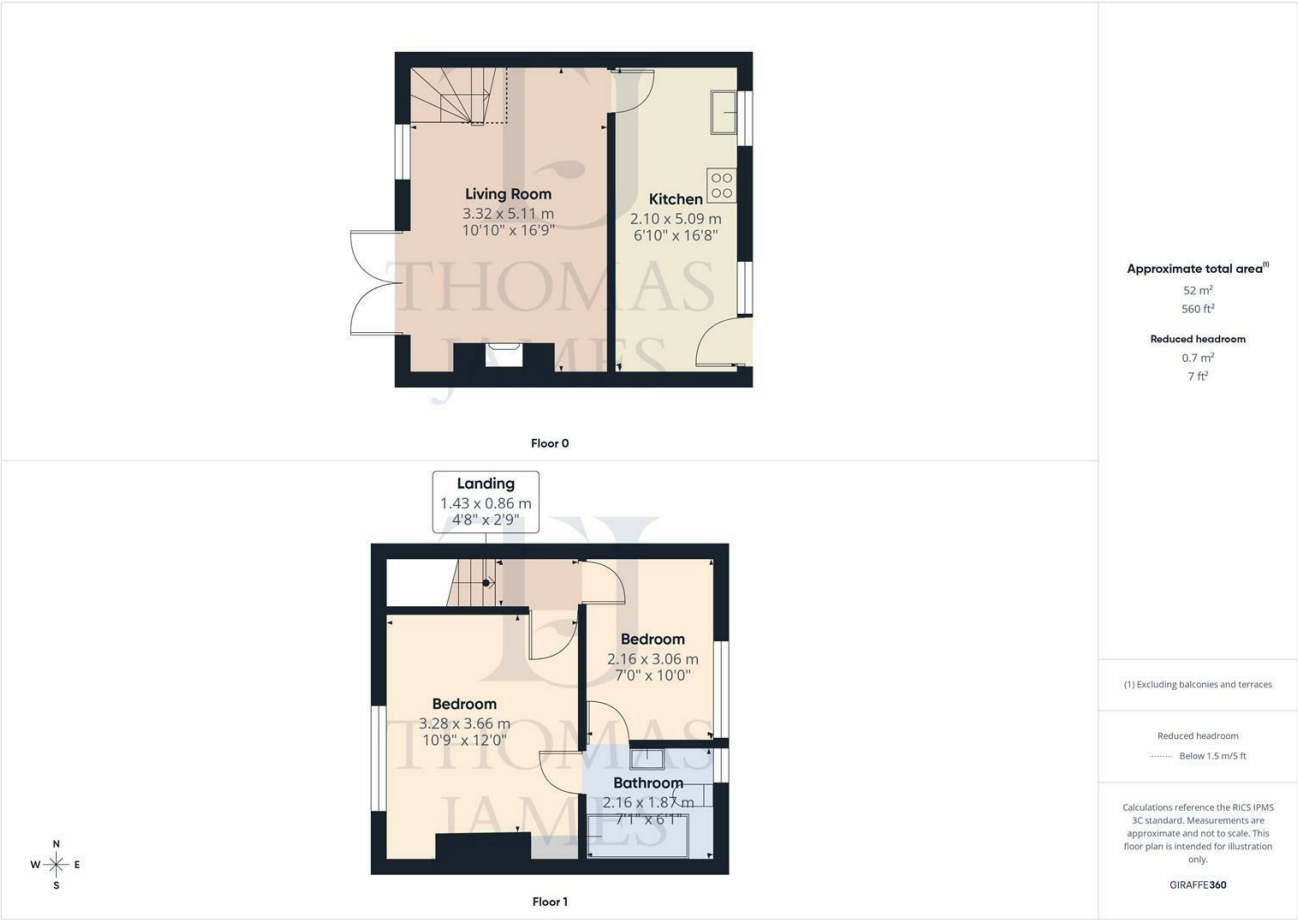 Living Room
3.32 x 5.11 m
10'10" x 16'9"
Kitchen
2.10 x 5.09 m
6'10" x 16'8"
TJ
THOMAS
JAMES
Floor 0
Landing
1.43 x 0.86 m
4'8" x 2'9"
Bedroom
2.16 x 3.06 m
7'0" x 10'0"
Bedroom
3.28 x 3.66 m
10'9" x 12'0"
Bathroom
2.16 x 1.87 m
7'1" x 6'1"
TJ
THOMAS
JAMES
N
W E
S
Floor 1
Approximate total area⁽¹⁾
52 m²
560 ft²
Reduced headroom
0.7 m²
7 ft²
(1) Excluding balconies and terraces
Reduced headroom
Below 1.5 m/5 ft
Calculations reference the RICS IPMS
3C standard. Measurements are
approximate and not to scale. This
floor plan is intended for illustration
only.
GIRAFFE360